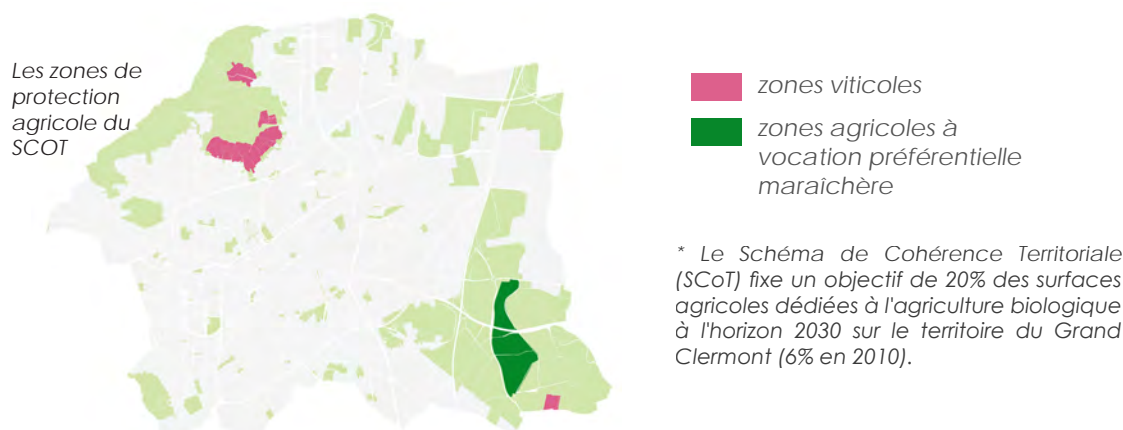 Les zones de
protection
agricole du
SCOT
zones viticoles
zones agricoles à
vocation préférentielle
maraîchère
* Le Schéma de Cohérence Territoriale
(SCoT) fixe un objectif de 20% des surfaces
agricoles dédiées à l'agriculture biologique
à l'horizon 2030 sur le territoire du Grand
Clermont (6% en 2010).